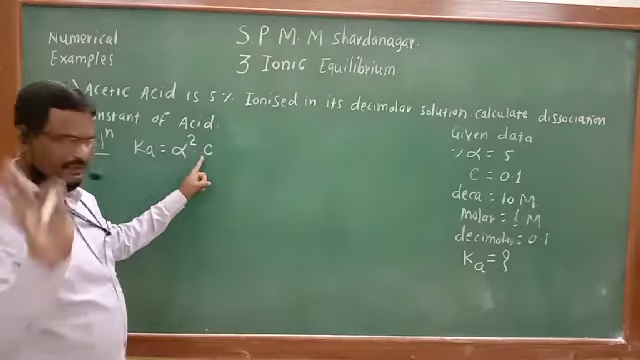 Numerical
Examples
S.P.M.M Shardanagar.
3 Ionic Equilibrium.
Acetic Acid is 5% Ionised in its decimolar solution. calculate dissociation
constant of Acid.
Ka = α². C
Given data
% α = 5
C = 0.1
deca = 10 M
Molar = 1 M
decimolar = 0.1
Ka = ?